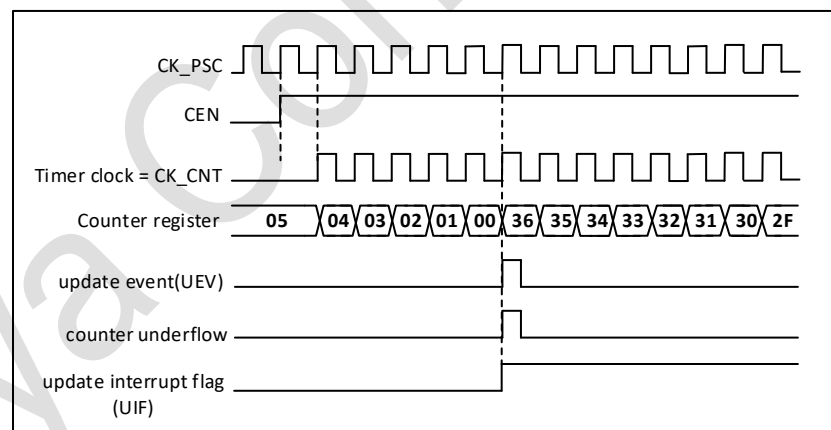 CK_PSC
CEN
Timer clock = CK_CNT
Counter register 05 04 03 02 01 00 36 35 34 33 32 31 30 2F
update event(UEV)
counter underflow
update interrupt flag
(UIF)